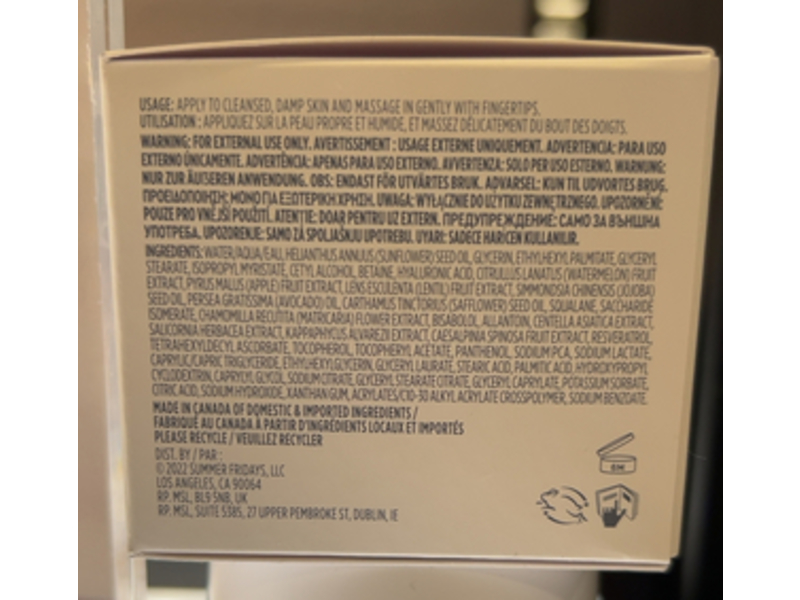 USAGE: APPLY TO CLEANSED, DAMP SKIN AND MASSAGE IN GENTLY WITH FINGERTIPS.
UTILISATION : APPLIQUEZ SUR LA PEAU PROPRE ET HUMIDE, ET MASSEZ DÉLICATEMENT DU BOUT DES DOIGTS.
WARNING: FOR EXTERNAL USE ONLY. AVERTISSEMENT : USAGE EXTERNE UNIQUEMENT. ADVERTENCIA: PARA USO
EXTERNO ÚNICAMENTE. ADVERTÊNCIA: APENAS PARA USO EXTERNO. AVVERTENZA: SOLO PER USO ESTERNO. WARNUNG:
NUR ZUR ÄUẞEREN ANWENDUNG. OBS: ENDAST FÖR UTVÄRTES BRUK. ADVARSEL: KUN TIL UDVORTES BRUG.
ΠΡΟΕΙΔΟΠΟΙΗΣΗ: ΜΟΝΟ ΓΙΑ ΕΞΩΤΕΡΙΚΗ ΧΡΗΣΗ. UWAGA: WYŁĄCZNIE DO UŻYTKU ZEWNĘTRZNEGO. UPOZORNĚNÍ:
POUZE PRO VNĚJŠÍ POUŽITÍ. ATENȚIE: DOAR PENTRU UZ EXTERN. ПРЕДУПРЕЖДЕНИЕ: САМО ЗА ВЪНШНА
УПОТРЕБА. UPOZORENJE: SAMO ZA SPOLJAŠNJU UPOTREBU. UYARI: SADECE HARİCEN KULLANILIR.
INGREDIENTS: WATER/AQUA/EAU, HELIANTHUS ANNUUS (SUNFLOWER) SEED OIL, GLYCERIN, ETHYLHEXYL PALMITATE, GLYCERYL
STEARATE, ISOPROPYL MYRISTATE, CETYL ALCOHOL, BETAINE, HYALURONIC ACID, CITRULLUS LANATUS (WATERMELON) FRUIT
EXTRACT, PYRUS MALUS (APPLE) FRUIT EXTRACT, LENS ESCULENTA (LENTIL) FRUIT EXTRACT, SIMMONDSIA CHINENSIS (JOJOBA)
SEED OIL, PERSEA GRATISSIMA (AVOCADO) OIL, CARTHAMUS TINCTORIUS (SAFFLOWER) SEED OIL, SQUALANE, SACCHARIDE
ISOMERATE, CHAMOMILLA RECUTITA (MATRICARIA) FLOWER EXTRACT, BISABOLOL, ALLANTOIN, CENTELLA ASIATICA EXTRACT,
SALICORNIA HERBACEA EXTRACT, KAPPAPHYCUS ALVAREZII EXTRACT, CAESALPINIA SPINOSA FRUIT EXTRACT, RESVERATROL,
TETRAHEXYLDECYL ASCORBATE, TOCOPHEROL, TOCOPHERYL ACETATE, PANTHENOL, SODIUM PCA, SODIUM LACTATE,
CAPRYLIC/CAPRIC TRIGLYCERIDE, ETHYLHEXYLGLYCERIN, GLYCERYL LAURATE, STEARIC ACID, PALMITIC ACID, HYDROXYPROPYL
CYCLODEXTRIN, CAPRYLYL GLYCOL, SODIUM CITRATE, GLYCERYL STEARATE CITRATE, GLYCERYL CAPRYLATE, POTASSIUM SORBATE,
CITRIC ACID, SODIUM HYDROXIDE, XANTHAN GUM, ACRYLATES/C10-30 ALKYL ACRYLATE CROSSPOLYMER, SODIUM BENZOATE.
MADE IN CANADA OF DOMESTIC & IMPORTED INGREDIENTS /
FABRIQUÉ AU CANADA À PARTIR D'INGRÉDIENTS LOCAUX ET IMPORTÉS
PLEASE RECYCLE / VEUILLEZ RECYCLER
DIST. BY / PAR :
© 2022 SUMMER FRIDAYS, LLC
LOS ANGELES, CA 90064
RP. MSL, BL9 5NB, UK
RP. MSL, SUITE 5385, 27 UPPER PEMBROKE ST, DUBLIN, IE